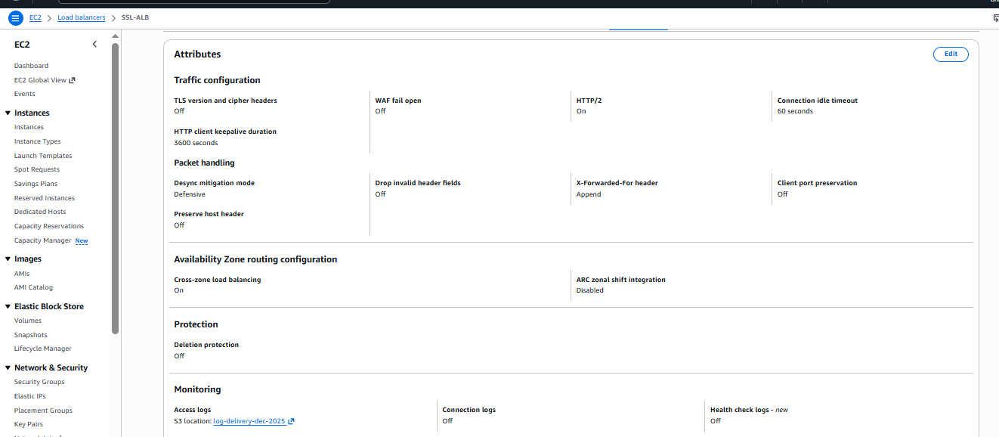 EC2 > Load balancers > SSL-ALB
EC2
Dashboard
EC2 Global View
Events
Instances
Instances
Instance Types
Launch Templates
Spot Requests
Savings Plans
Reserved Instances
Dedicated Hosts
Capacity Reservations
Capacity Manager New
Images
AMIs
AMI Catalog
Elastic Block Store
Volumes
Snapshots
Lifecycle Manager
Network & Security
Security Groups
Elastic IPs
Placement Groups
Key Pairs
Attributes
Edit
Traffic configuration
TLS version and cipher headers
Off
WAF fail open
Off
HTTP/2
On
Connection idle timeout
60 seconds
HTTP client keepalive duration
3600 seconds
Packet handling
Desync mitigation mode
Defensive
Drop invalid header fields
Off
X-Forwarded-For header
Append
Client port preservation
Off
Preserve host header
Off
Availability Zone routing configuration
Cross-zone load balancing
On
ARC zonal shift integration
Disabled
Protection
Deletion protection
Off
Monitoring
Access logs
S3 location: log-delivery-dec-2025
Connection logs
Off
Health check logs - new
Off